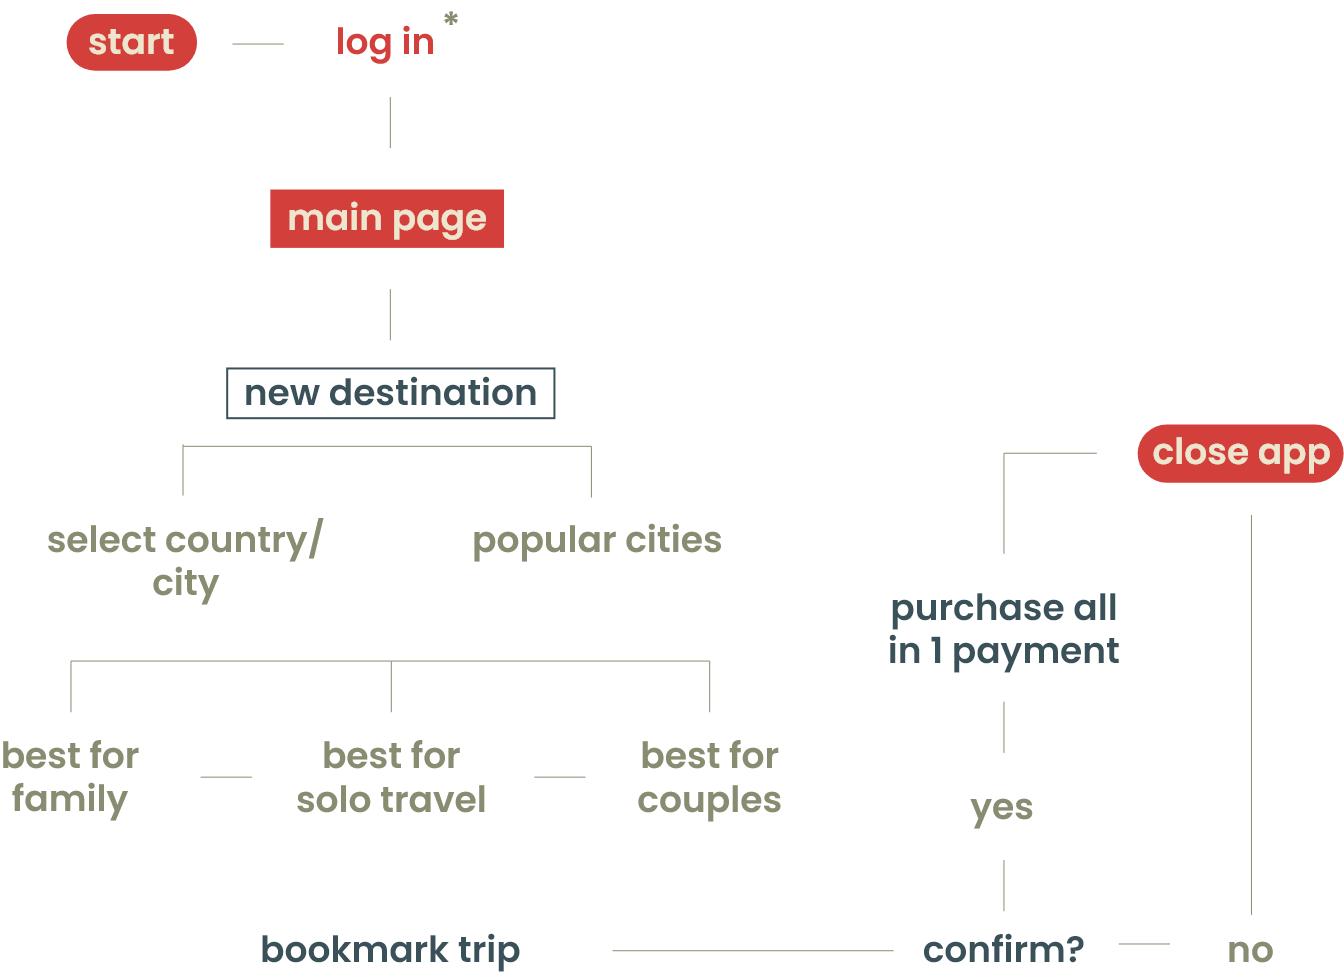 start
log in *
main page
new destination
select country/
city
popular cities
best for
family
best for
solo travel
best for
couples
bookmark trip
confirm?
yes
purchase all
in 1 payment
close app
no